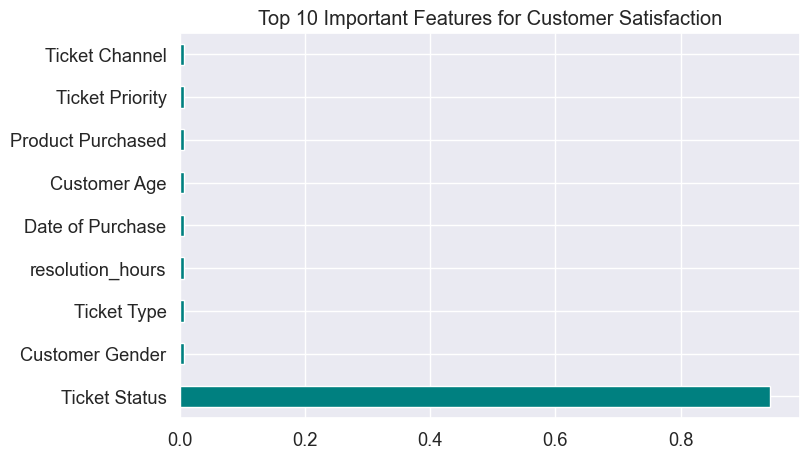 Top 10 Important Features for Customer Satisfaction
Ticket Channel
Ticket Priority
Product Purchased
Customer Age
Date of Purchase
resolution_hours
Ticket Type
Customer Gender
Ticket Status
0.0 0.2 0.4 0.6 0.8